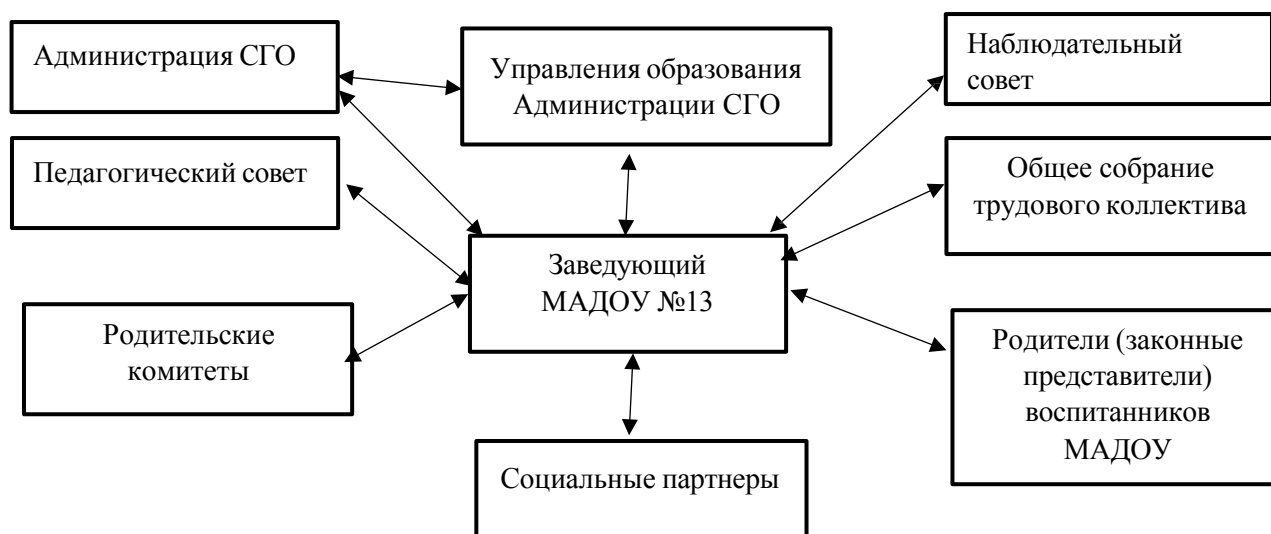 Администрация СГО
Управления образования
Администрации СГО
Наблюдательный
совет
Педагогический совет
Общее собрание
трудового коллектива
Заведующий
МАДОУ №13
Родительские
комитеты
Родители (законные
представители)
воспитанников
МАДОУ
Социальные партнеры